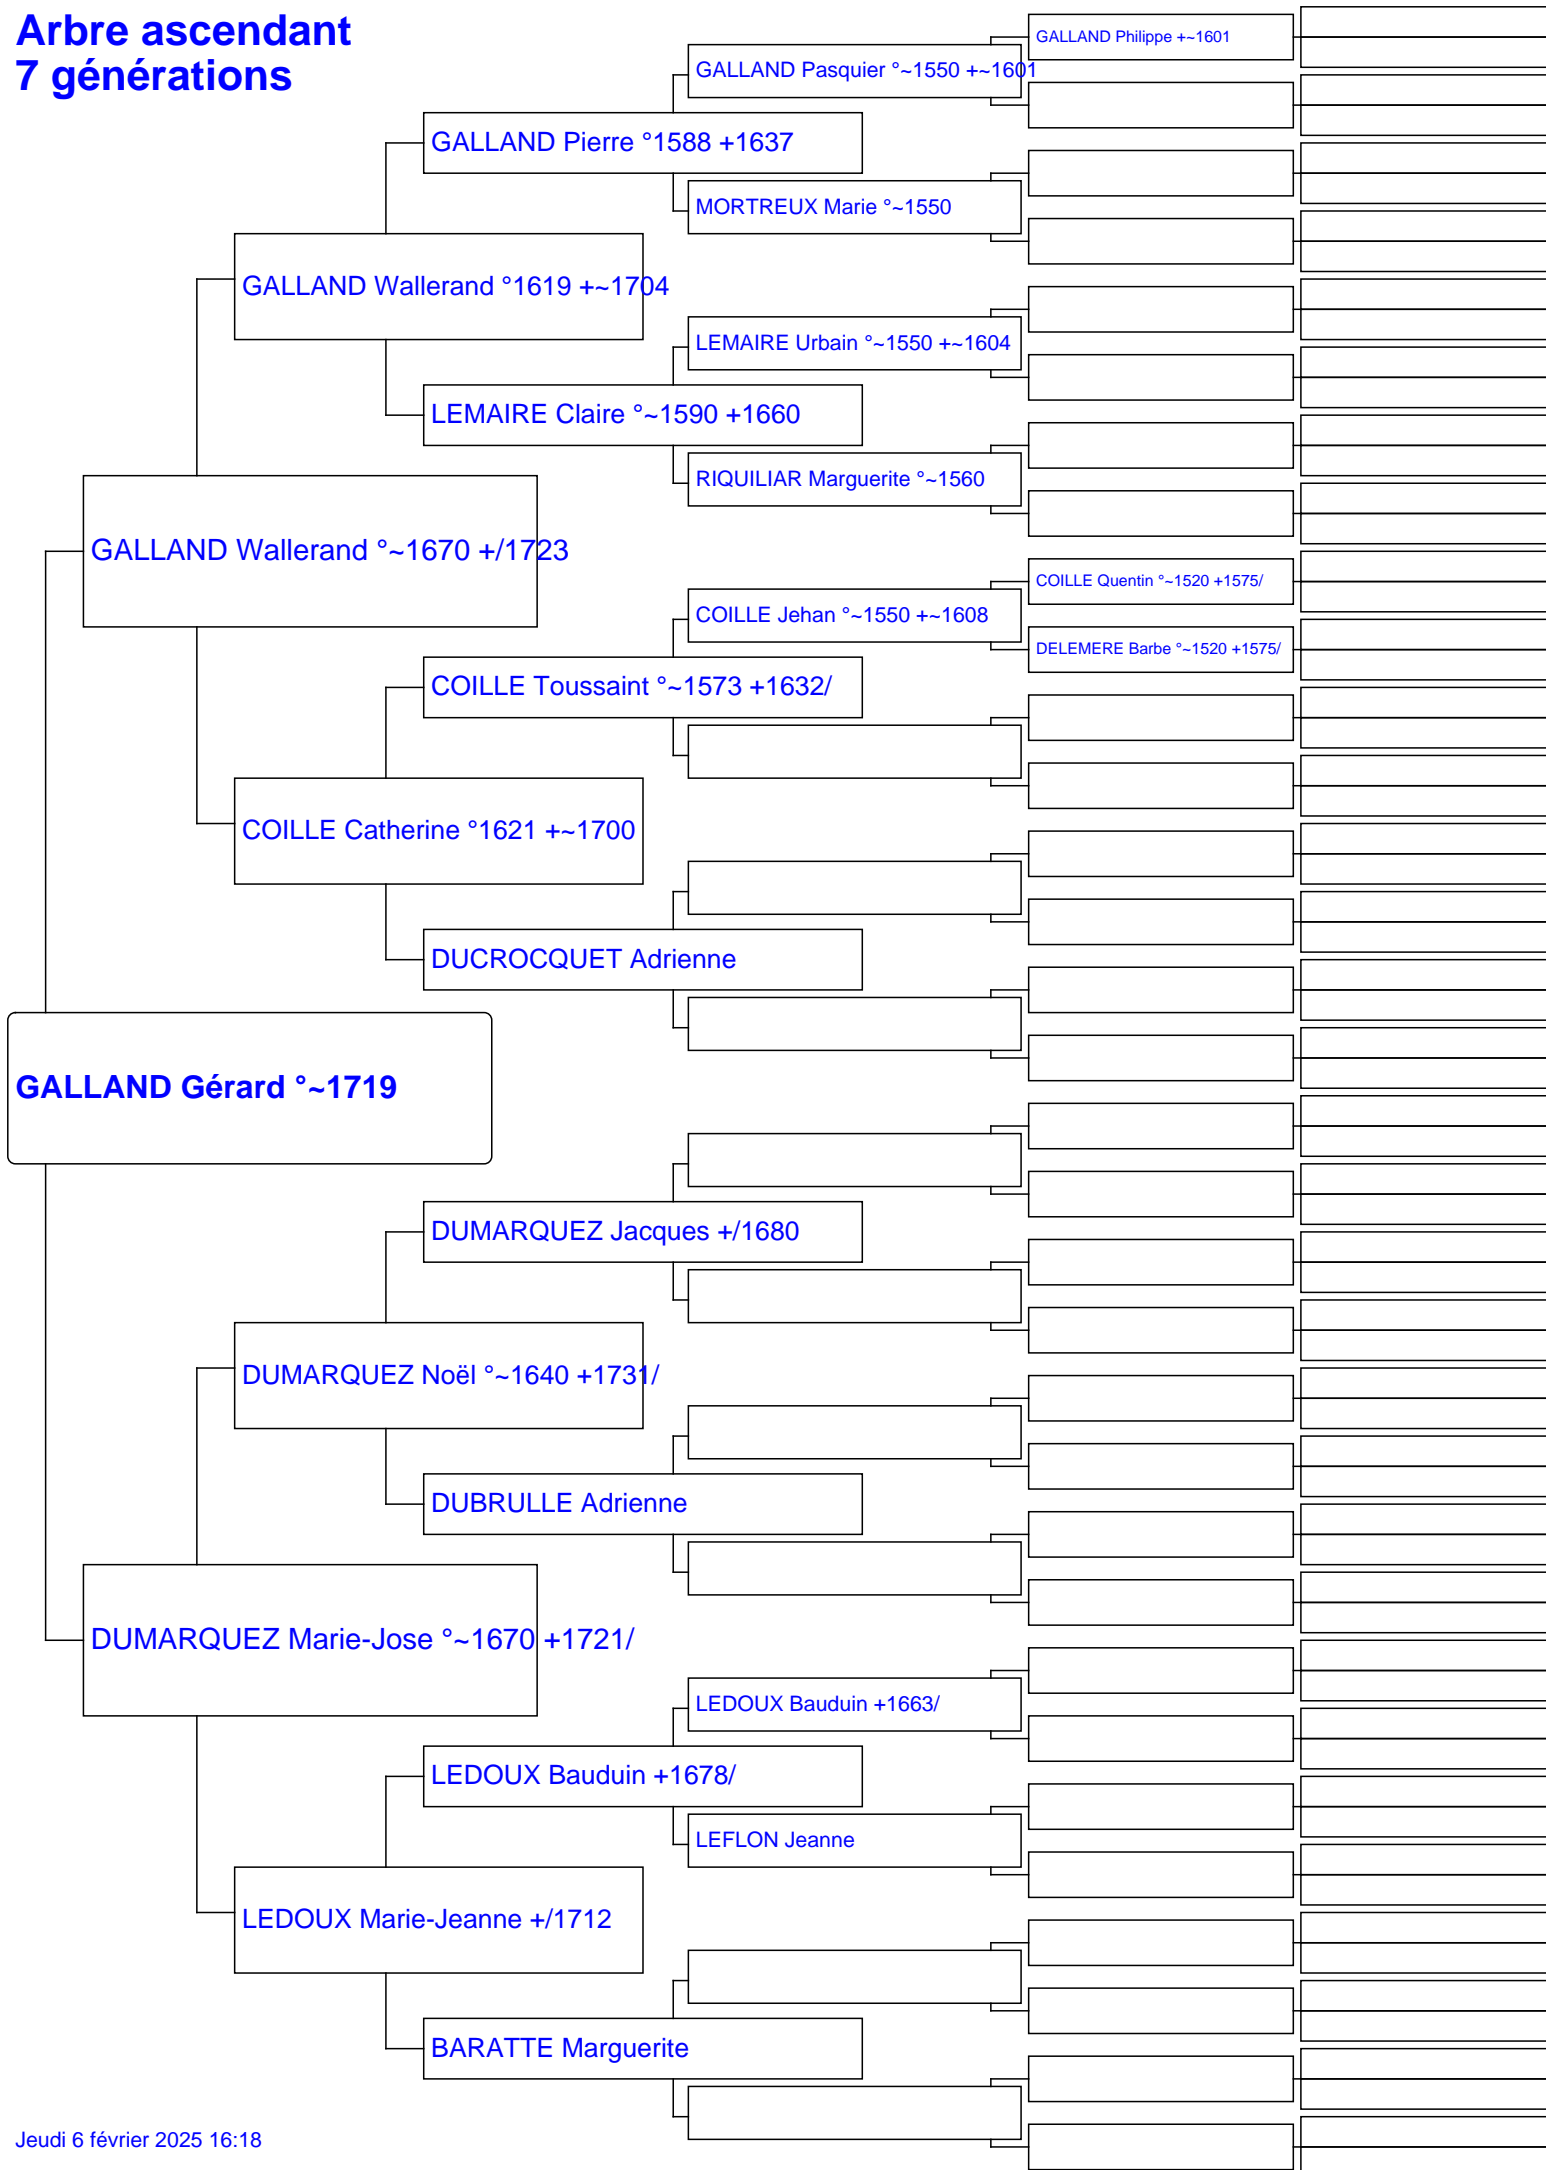 Arbre ascendant
7 générations
GALLAND Philippe +~1601
GALLAND Pasquier °~1550 +~1601
GALLAND Pierre °1588 +1637
MORTREUX Marie °~1550
GALLAND Wallerand °1619 +~1704
LEMAIRE Urbain °~1550 +~1604
LEMAIRE Claire °~1590 +1660
RIQUILIAR Marguerite °~1560
GALLAND Wallerand °~1670 +/1723
COILLE Quentin °~1520 +1575/
COILLE Jehan °~1550 +~1608
DELEMERE Barbe °~1520 +1575/
COILLE Toussaint °~1573 +1632/
COILLE Catherine °1621 +~1700
DUCROCQUET Adrienne
GALLAND Gérard °~1719
DUMARQUEZ Jacques +/1680
DUMARQUEZ Noël °~1640 +1731/
DUBRULLE Adrienne
DUMARQUEZ Marie-Jose °~1670 +1721/
LEDOUX Bauduin +1663/
LEDOUX Bauduin +1678/
LEFLON Jeanne
LEDOUX Marie-Jeanne +/1712
BARATTE Marguerite
Jeudi 6 février 2025 16:18